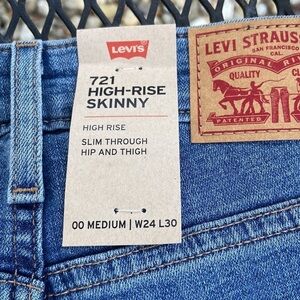 Levi's
721
HIGH-RISE
SKINNY
HIGH RISE
SLIM THROUGH
HIP AND THIGH
00 MEDIUM | W24 L30
LEVI STRAUSS
SAN FRANCISCO
CAL.
ORIGINAL RI
QUALITY
PATENTED